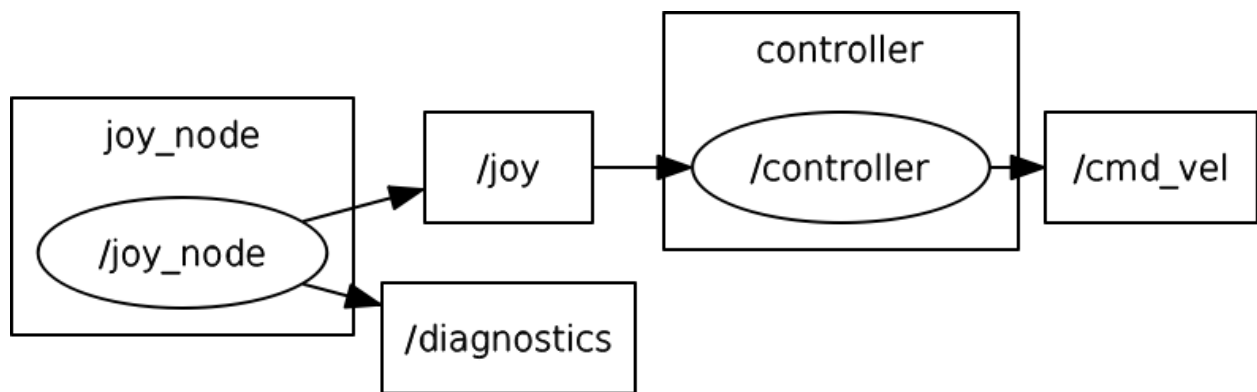 joy_node
/joy_node
/joy
/diagnostics
controller
/controller
/cmd_vel